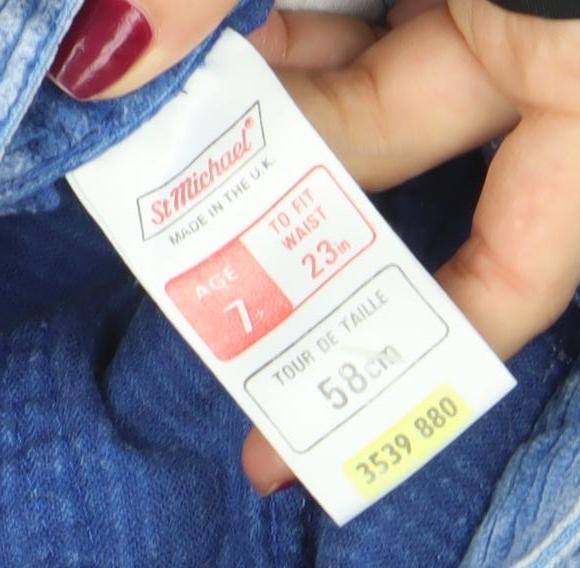 St Michael®
MADE IN THE U.K.
AGE
7
TO FIT
WAIST
23in
TOUR DE TAILLE
58cm
3539 880